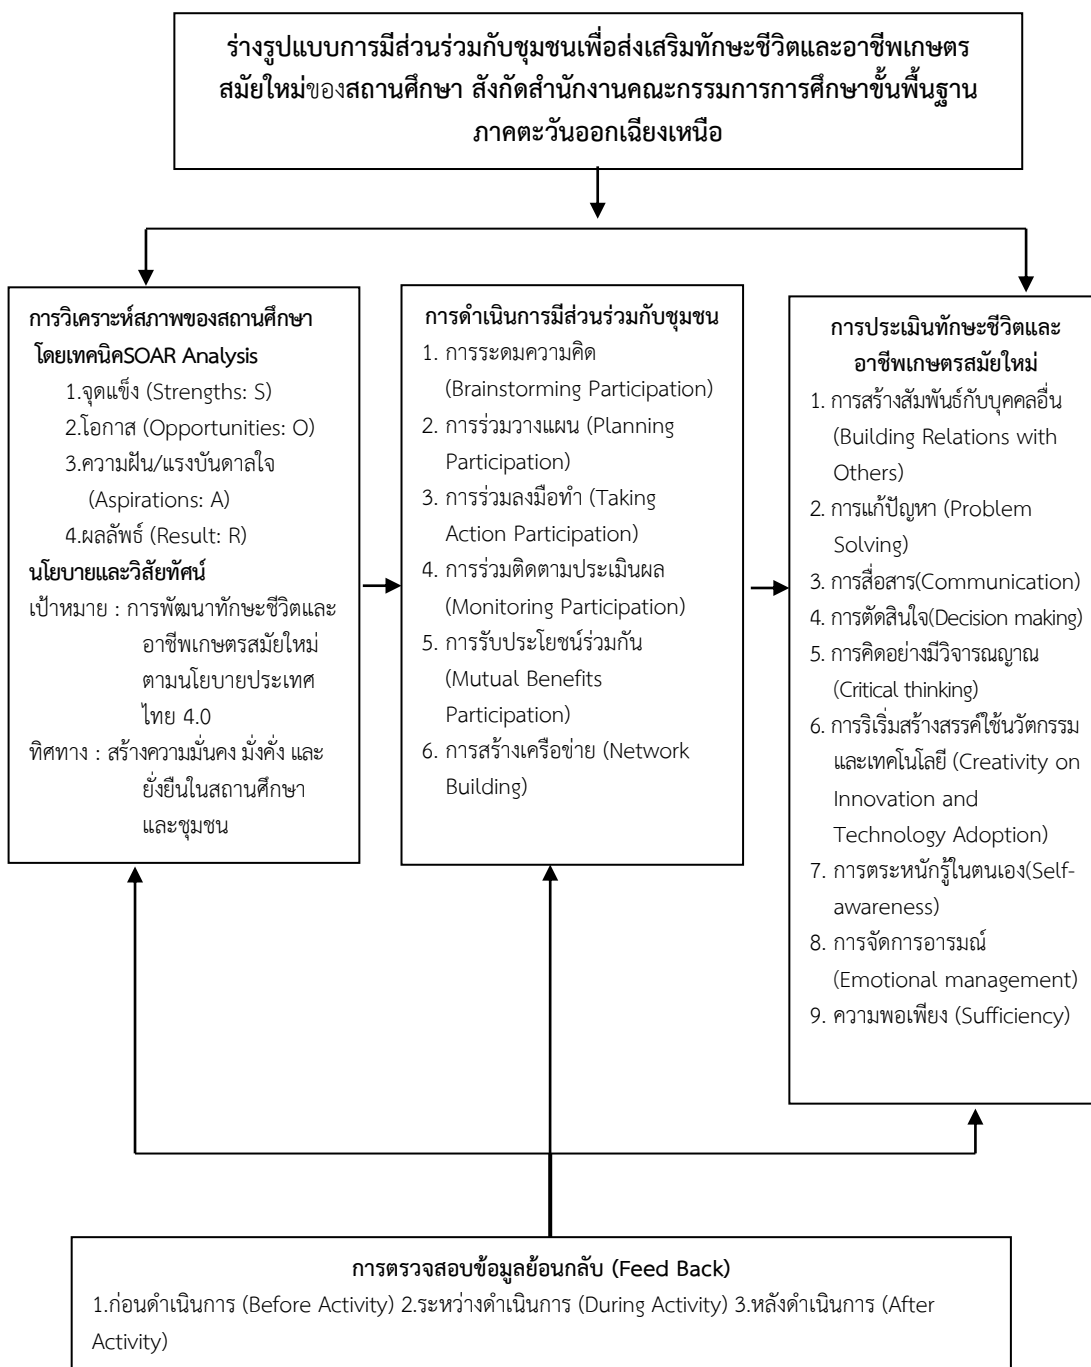 ร่างรูปแบบการมีส่วนร่วมกับชุมชนเพื่อส่งเสริมทักษะชีวิตและอาชีพเกษตร
สมัยใหม่ของสถานศึกษา สังกัดสำนักงานคณะกรรมการการศึกษาขั้นพื้นฐาน
ภาคตะวันออกเฉียงเหนือ
การวิเคราะห์สภาพของสถานศึกษา
โดยเทคนิคSOAR Analysis
1.จุดแข็ง (Strengths: S)
2.โอกาส (Opportunities: O)
3.ความฝัน/แรงบันดาลใจ
(Aspirations: A)
4.ผลลัพธ์ (Result: R)
นโยบายและวิสัยทัศน์
เป้าหมาย : การพัฒนาทักษะชีวิตและ
อาชีพเกษตรสมัยใหม่
ตามนโยบายประเทศ
ไทย 4.0
ทิศทาง : สร้างความมั่นคง มั่งคั่ง และ
ยั่งยืนในสถานศึกษา
และชุมชน
การดำเนินการมีส่วนร่วมกับชุมชน
1. การระดมความคิด
(Brainstorming Participation)
2. การร่วมวางแผน (Planning
Participation)
3. การร่วมลงมือทำ (Taking
Action Participation)
4. การร่วมติดตามประเมินผล
(Monitoring Participation)
5. การรับประโยชน์ร่วมกัน
(Mutual Benefits
Participation)
6. การสร้างเครือข่าย (Network
Building)
การประเมินทักษะชีวิตและ
อาชีพเกษตรสมัยใหม่
1. การสร้างสัมพันธ์กับบุคคลอื่น
(Building Relations with
Others)
2. การแก้ปัญหา (Problem
Solving)
3. การสื่อสาร(Communication)
4. การตัดสินใจ(Decision making)
5. การคิดอย่างมีวิจารณญาณ
(Critical thinking)
6. การริเริ่มสร้างสรรค์ใช้นวัตกรรม
และเทคโนโลยี (Creativity on
Innovation and
Technology Adoption)
7. การตระหนักรู้ในตนเอง(Self-
awareness)
8. การจัดการอารมณ์
(Emotional management)
9. ความพอเพียง (Sufficiency)
การตรวจสอบข้อมูลย้อนกลับ (Feed Back)
1.ก่อนดำเนินการ (Before Activity) 2.ระหว่างดำเนินการ (During Activity) 3.หลังดำเนินการ (After
Activity)